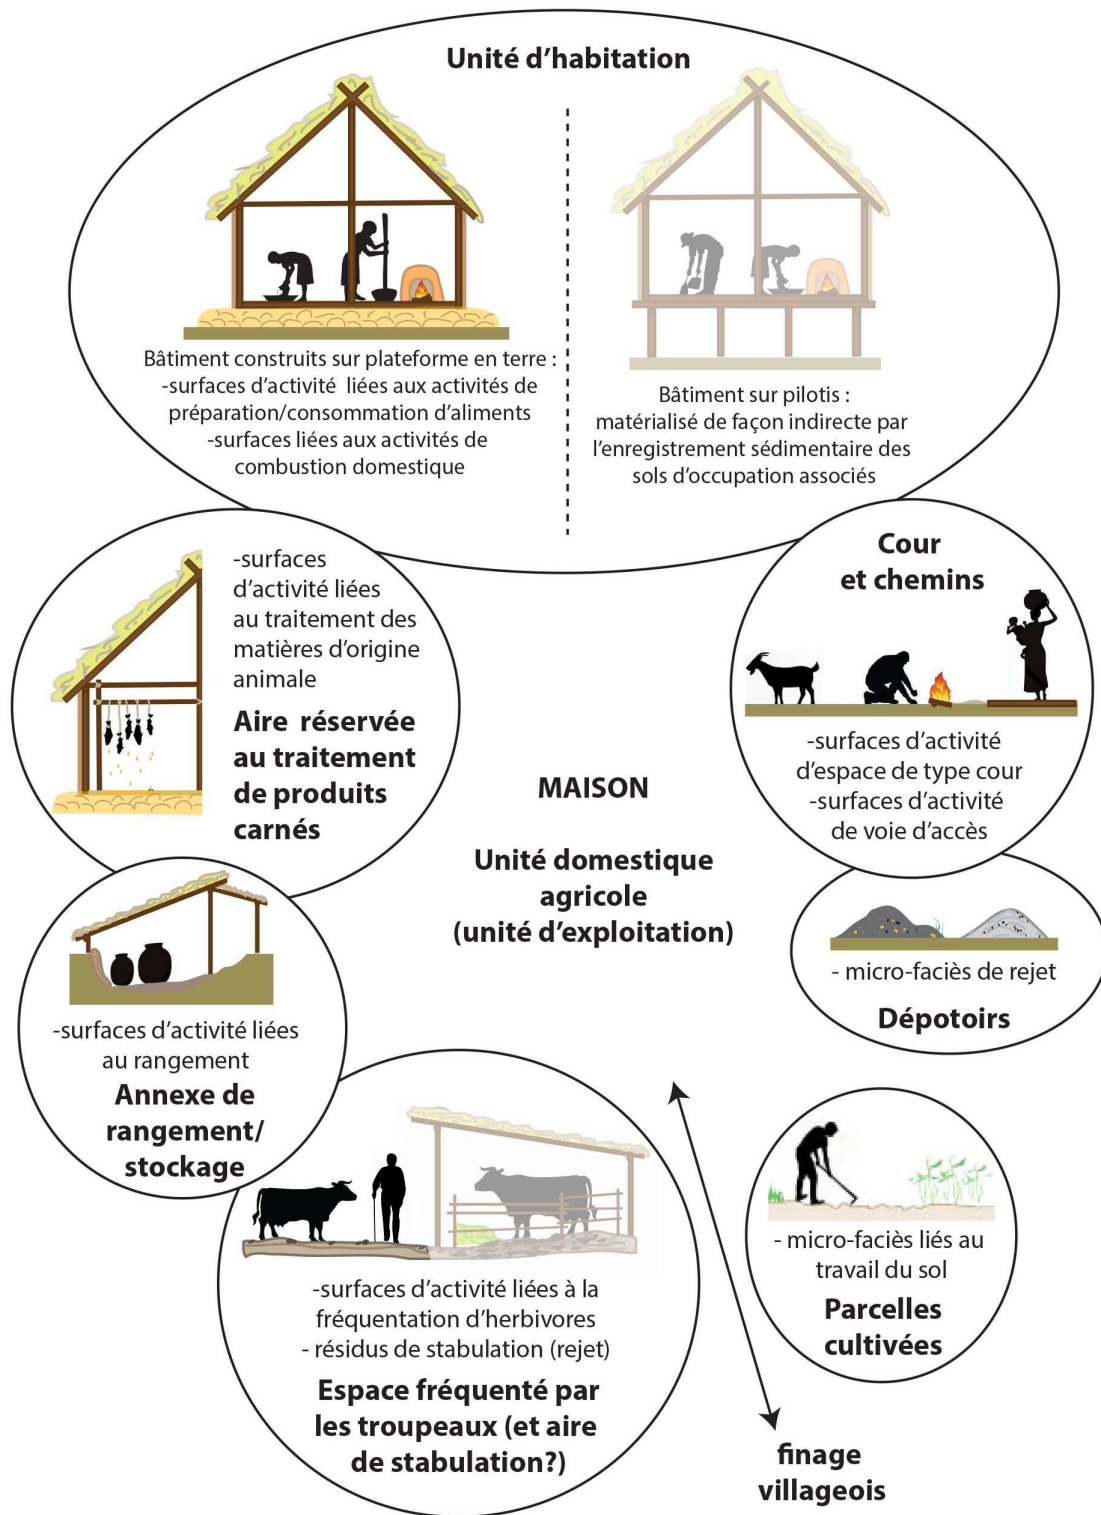 Unité d’habitation
Bâtiment construits sur plateforme en terre :
-surfaces d’activité liées aux activités de
préparation/consommation d’aliments
-surfaces liées aux activités de
combustion domestique
Bâtiment sur pilotis :
matérialisé de façon indirecte par
l’enregistrement sédimentaire des
sols d’occupation associés
-surfaces
d’activité liées
au traitement des
matières d’origine
animale
Aire réservée
au traitement
de produits
carnés
Cour
et chemins
-surfaces d’activité
d’espace de type cour
-surfaces d’activité
de voie d’accès
MAISON
Unité domestique
agricole
(unité d’exploitation)
- micro-faciès de rejet
Dépotoirs
-surfaces d’activité liées
au rangement
Annexe de
rangement/
stockage
-surfaces d’activité liées à la
fréquentation d’herbivores
- résidus de stabulation (rejet)
Espace fréquenté par
les troupeaux (et aire
de stabulation?)
- micro-faciès liés au
travail du sol
Parcelles
cultivées
finage
villageois